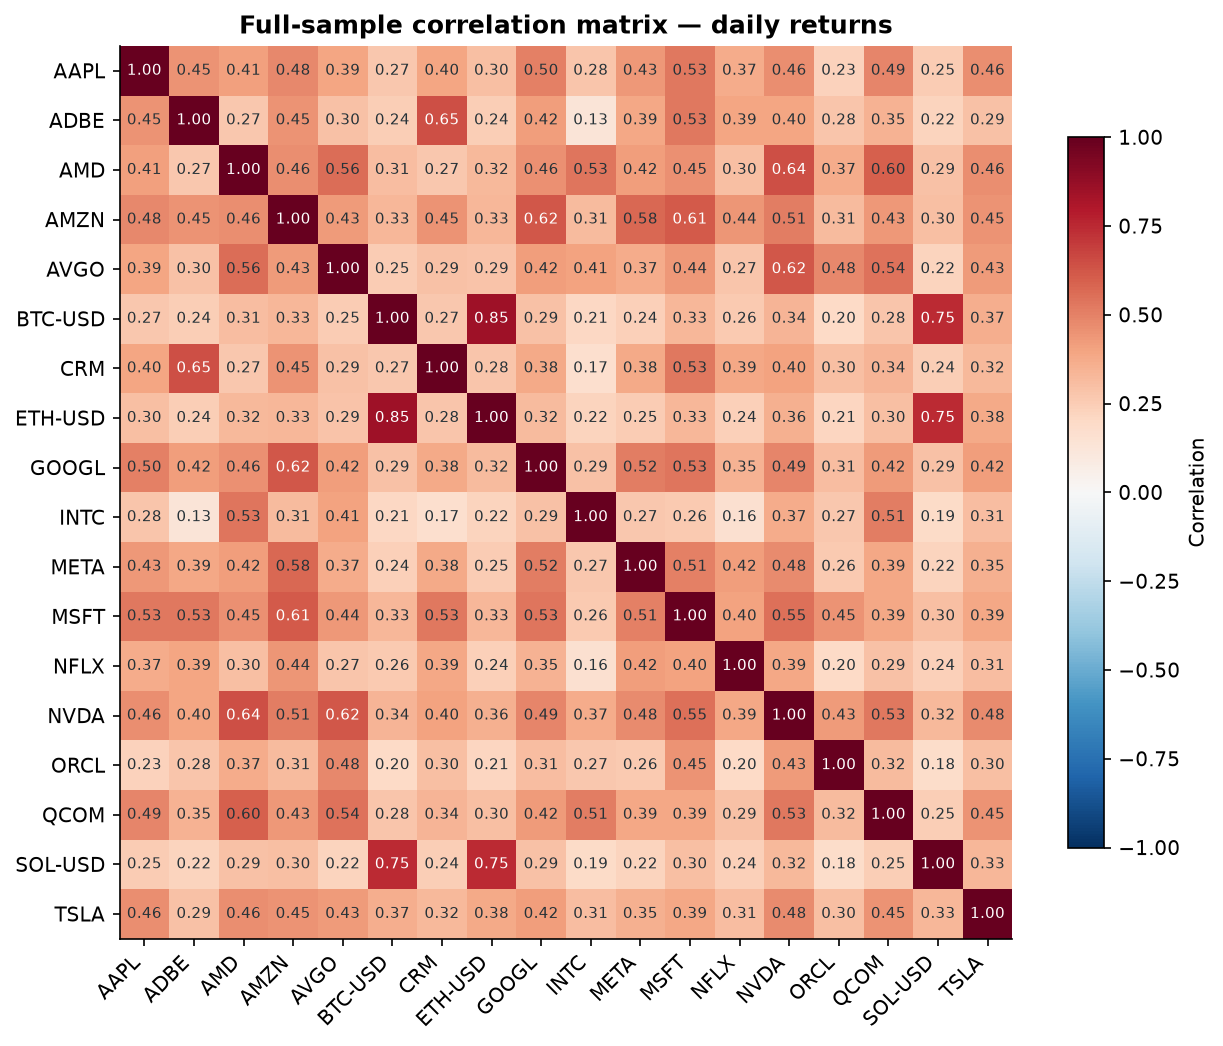 Full-sample correlation matrix — daily returns
AAPL 1.00 0.45 0.41 0.48 0.39 0.27 0.40 0.30 0.50 0.28 0.43 0.53 0.37 0.46 0.23 0.49 0.25 0.46
ADBE 0.45 1.00 0.27 0.45 0.30 0.24 0.65 0.24 0.42 0.13 0.39 0.53 0.39 0.40 0.28 0.35 0.22 0.29
AMD 0.41 0.27 1.00 0.46 0.56 0.31 0.27 0.32 0.46 0.53 0.42 0.45 0.30 0.64 0.37 0.60 0.29 0.46
AMZN 0.48 0.45 0.46 1.00 0.43 0.33 0.45 0.33 0.62 0.31 0.58 0.61 0.44 0.51 0.31 0.43 0.30 0.45
AVGO 0.39 0.30 0.56 0.43 1.00 0.25 0.29 0.29 0.42 0.41 0.37 0.44 0.27 0.62 0.48 0.54 0.22 0.43
BTC-USD 0.27 0.24 0.31 0.33 0.25 1.00 0.27 0.85 0.29 0.21 0.24 0.33 0.26 0.34 0.20 0.28 0.75 0.37
CRM 0.40 0.65 0.27 0.45 0.29 0.27 1.00 0.28 0.38 0.17 0.38 0.53 0.39 0.40 0.30 0.34 0.24 0.32
ETH-USD 0.30 0.24 0.32 0.33 0.29 0.85 0.28 1.00 0.32 0.22 0.25 0.33 0.24 0.36 0.21 0.30 0.75 0.38
GOOGL 0.50 0.42 0.46 0.62 0.42 0.29 0.38 0.32 1.00 0.29 0.52 0.53 0.35 0.49 0.31 0.42 0.29 0.42
INTC 0.28 0.13 0.53 0.31 0.41 0.21 0.17 0.22 0.29 1.00 0.27 0.26 0.16 0.37 0.27 0.51 0.19 0.31
META 0.43 0.39 0.42 0.58 0.37 0.24 0.38 0.25 0.52 0.27 1.00 0.51 0.42 0.48 0.26 0.39 0.22 0.35
MSFT 0.53 0.53 0.45 0.61 0.44 0.33 0.53 0.33 0.53 0.26 0.51 1.00 0.40 0.55 0.45 0.39 0.30 0.39
NFLX 0.37 0.39 0.30 0.44 0.27 0.26 0.39 0.24 0.35 0.16 0.42 0.40 1.00 0.39 0.20 0.29 0.24 0.31
NVDA 0.46 0.40 0.64 0.51 0.62 0.34 0.40 0.36 0.49 0.37 0.48 0.55 0.39 1.00 0.43 0.53 0.32 0.48
ORCL 0.23 0.28 0.37 0.31 0.48 0.20 0.30 0.21 0.31 0.27 0.26 0.45 0.20 0.43 1.00 0.32 0.18 0.30
QCOM 0.49 0.35 0.60 0.43 0.54 0.28 0.34 0.30 0.42 0.51 0.39 0.39 0.29 0.53 0.32 1.00 0.25 0.45
SOL-USD 0.25 0.22 0.29 0.30 0.22 0.75 0.24 0.75 0.29 0.19 0.22 0.30 0.24 0.32 0.18 0.25 1.00 0.33
TSLA 0.46 0.29 0.46 0.45 0.43 0.37 0.32 0.38 0.42 0.31 0.35 0.39 0.31 0.48 0.30 0.45 0.33 1.00
AAPL ADBE AMD AMZN AVGO BTC-USD CRM ETH-USD GOOGL INTC META MSFT NFLX NVDA ORCL QCOM SOL-USD TSLA
1.00
0.75
0.50
0.25
0.00
−0.25
−0.50
−0.75
−1.00
Correlation